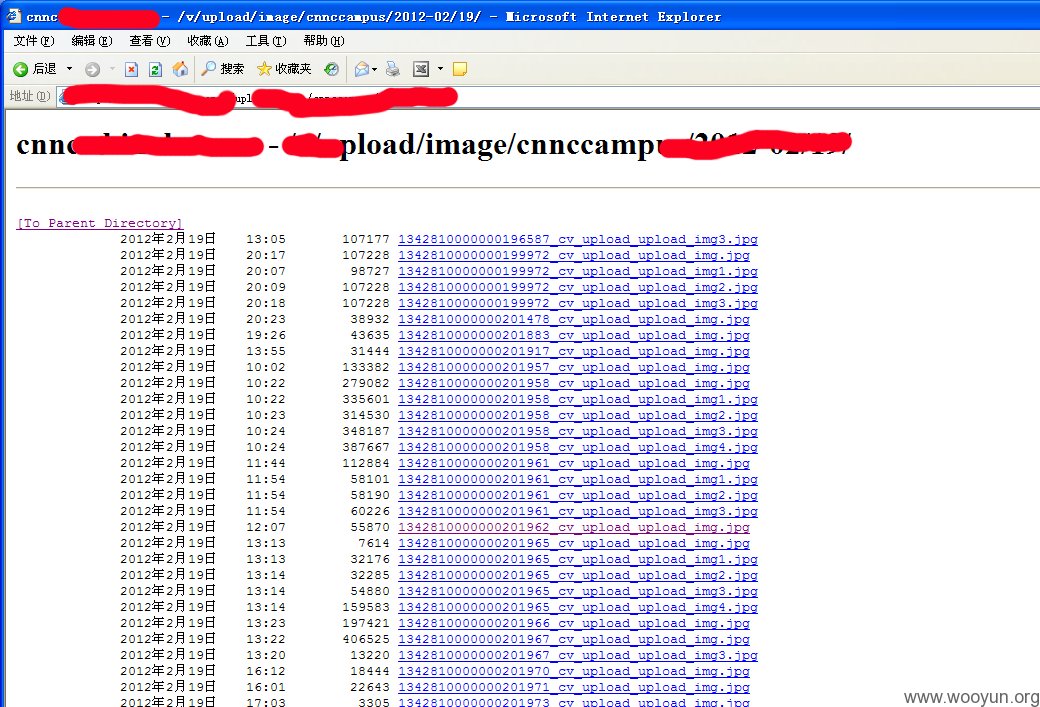 cnnc - /v/upload/image/cnnccampus/2012-02/19/ - Microsoft Internet Explorer
文件(F) 编辑(E) 查看(V) 收藏(A) 工具(T) 帮助(H)
后退 搜索 收藏夹
地址(D)
cnnc - pload/image/cnnccampu
[To Parent Directory]
2012年2月19日 13:05 107177 1342810000000196587_cv_upload_upload_img3.jpg
2012年2月19日 20:17 107228 1342810000000199972_cv_upload_upload_img.jpg
2012年2月19日 20:07 98727 1342810000000199972_cv_upload_upload_img1.jpg
2012年2月19日 20:09 107228 1342810000000199972_cv_upload_upload_img2.jpg
2012年2月19日 20:18 107228 1342810000000199972_cv_upload_upload_img3.jpg
2012年2月19日 20:23 38932 1342810000000201478_cv_upload_upload_img.jpg
2012年2月19日 19:26 43635 1342810000000201883_cv_upload_upload_img.jpg
2012年2月19日 13:55 31444 1342810000000201917_cv_upload_upload_img.jpg
2012年2月19日 10:02 133382 1342810000000201957_cv_upload_upload_img.jpg
2012年2月19日 10:22 279082 1342810000000201958_cv_upload_upload_img.jpg
2012年2月19日 10:22 335601 1342810000000201958_cv_upload_upload_img1.jpg
2012年2月19日 10:23 314530 1342810000000201958_cv_upload_upload_img2.jpg
2012年2月19日 10:24 348187 1342810000000201958_cv_upload_upload_img3.jpg
2012年2月19日 10:24 387667 1342810000000201958_cv_upload_upload_img4.jpg
2012年2月19日 11:44 112884 1342810000000201961_cv_upload_upload_img.jpg
2012年2月19日 11:54 58101 1342810000000201961_cv_upload_upload_img1.jpg
2012年2月19日 11:54 58190 1342810000000201961_cv_upload_upload_img2.jpg
2012年2月19日 11:54 60226 1342810000000201961_cv_upload_upload_img3.jpg
2012年2月19日 12:07 55870 1342810000000201962_cv_upload_upload_img.jpg
2012年2月19日 13:13 7614 1342810000000201965_cv_upload_upload_img.jpg
2012年2月19日 13:13 32176 1342810000000201965_cv_upload_upload_img1.jpg
2012年2月19日 13:14 32285 1342810000000201965_cv_upload_upload_img2.jpg
2012年2月19日 13:14 54880 1342810000000201965_cv_upload_upload_img3.jpg
2012年2月19日 13:14 159583 1342810000000201965_cv_upload_upload_img4.jpg
2012年2月19日 13:23 197421 1342810000000201966_cv_upload_upload_img.jpg
2012年2月19日 13:22 406525 1342810000000201967_cv_upload_upload_img.jpg
2012年2月19日 13:20 13220 1342810000000201967_cv_upload_upload_img3.jpg
2012年2月19日 16:12 18444 1342810000000201970_cv_upload_upload_img.jpg
2012年2月19日 16:01 22643 1342810000000201971_cv_upload_upload_img.jpg
2012年2月19日 17:03 3305 1342810000000201973_cv_upload_upload_img.jpg
www.wooyun.org